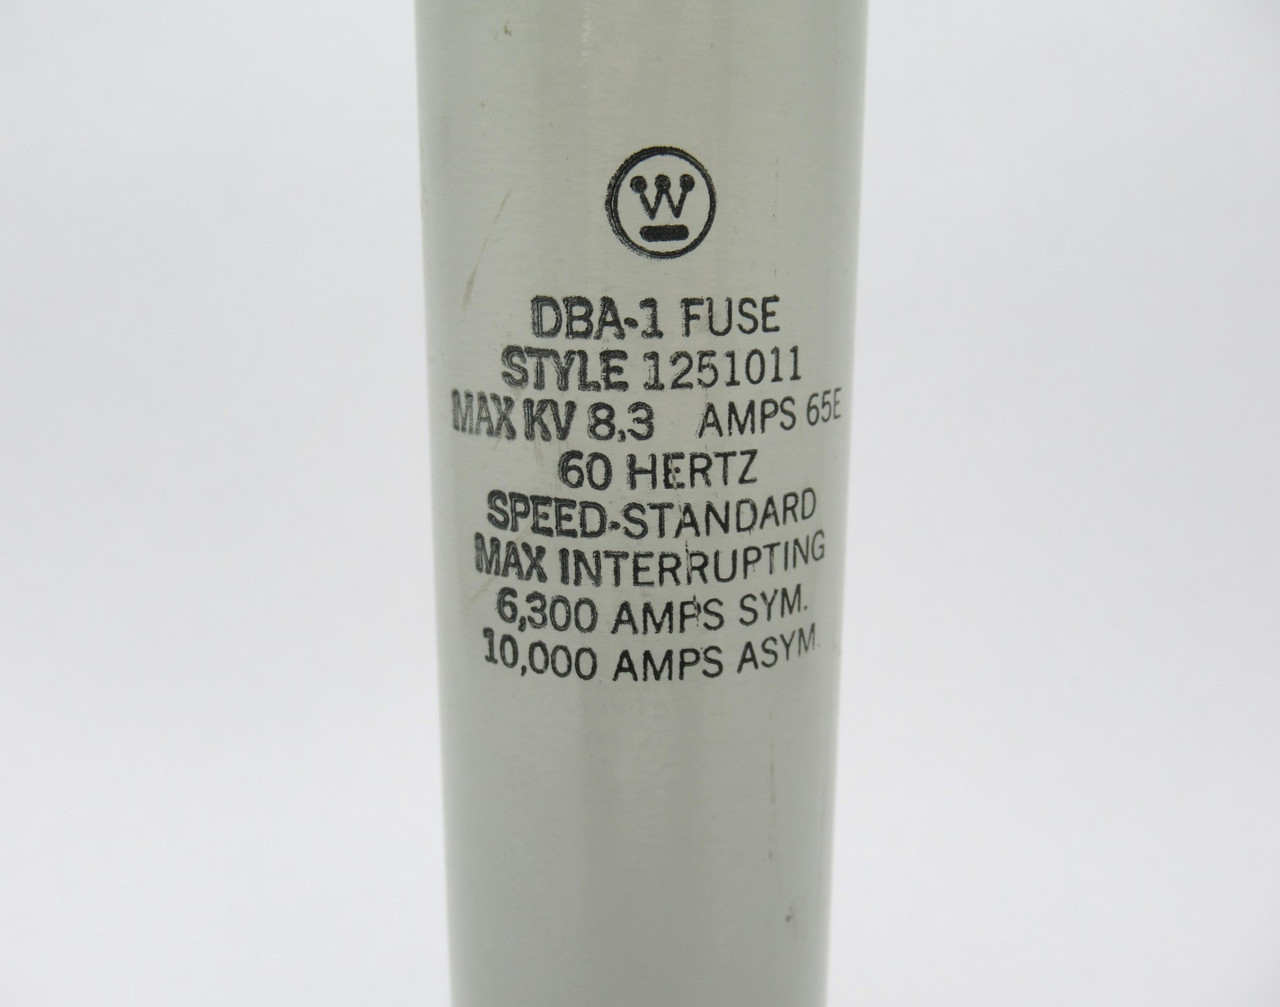 W
DBA-1 FUSE
STYLE 1251011
MAX KV 8.3 AMPS 65E
60 HERTZ
SPEED-STANDARD
MAX INTERRUPTING
6,300 AMPS SYM.
10,000 AMPS ASYM.